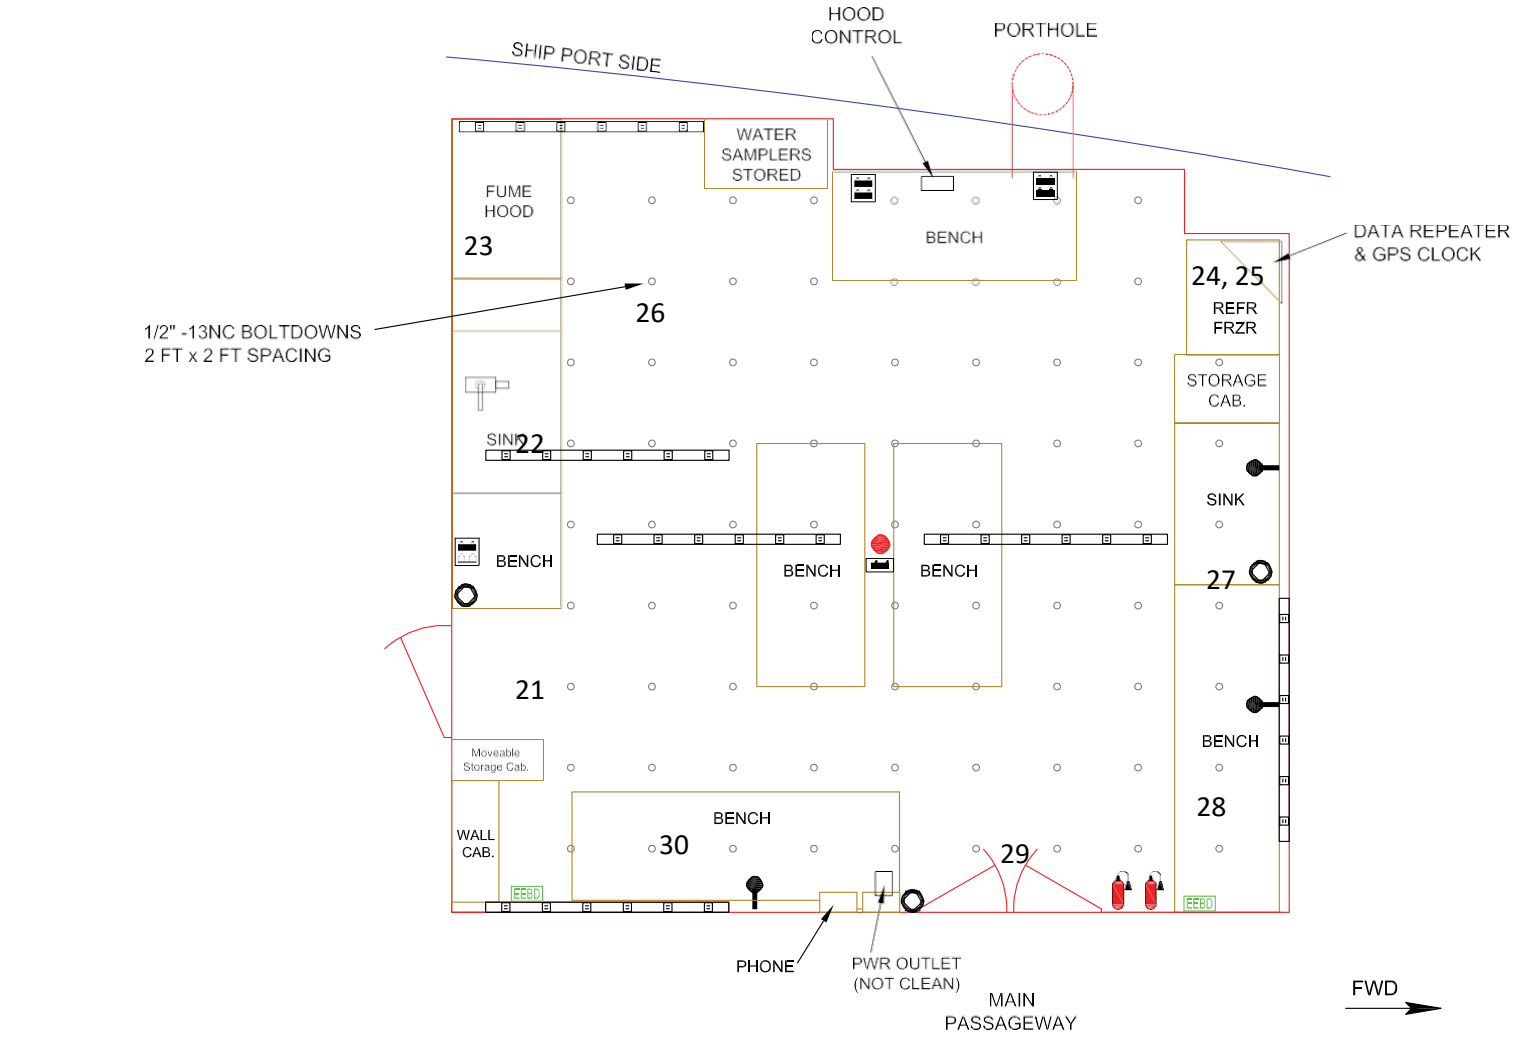 HOOD
CONTROL
PORTHOLE
SHIP PORT SIDE
WATER
SAMPLERS
STORED
FUME
HOOD
23
BENCH
DATA REPEATER
& GPS CLOCK
24, 25
REFR
FRZR
1/2" -13NC BOLTDOWNS
2 FT x 2 FT SPACING
26
STORAGE
CAB.
SINK
22
SINK
BENCH
BENCH
BENCH
27
21
Moveable
Storage Cab.
BENCH
28
WALL
CAB.
BENCH
30
29
EEBD
EEBD
PHONE
PWR OUTLET
(NOT CLEAN)
MAIN
PASSAGEWAY
FWD